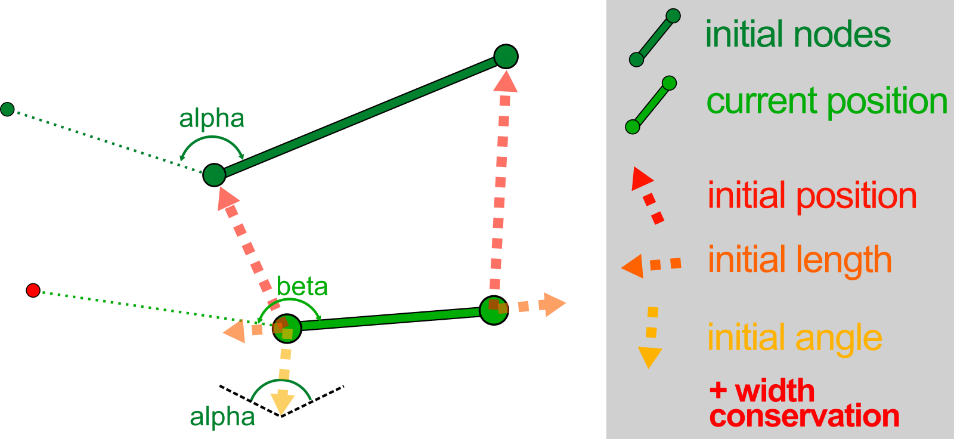 alpha
beta
alpha
initial nodes
current position
initial position
initial length
initial angle
+ width
conservation